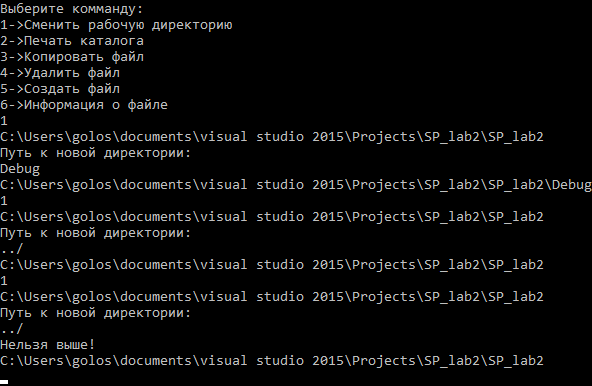 Выберите комманду:
1->Сменить рабочую директорию
2->Печать каталога
3->Копировать файл
4->Удалить файл
5->Создать файл
6->Информация о файле
1
C:\Users\golos\documents\visual studio 2015\Projects\SP_lab2\SP_lab2
Путь к новой директории:
Debug
C:\Users\golos\documents\visual studio 2015\Projects\SP_lab2\SP_lab2\Debug
1
C:\Users\golos\documents\visual studio 2015\Projects\SP_lab2\SP_lab2
Путь к новой директории:
../
C:\Users\golos\documents\visual studio 2015\Projects\SP_lab2\SP_lab2
1
C:\Users\golos\documents\visual studio 2015\Projects\SP_lab2\SP_lab2
Путь к новой директории:
../
Нельзя выше!
C:\Users\golos\documents\visual studio 2015\Projects\SP_lab2\SP_lab2